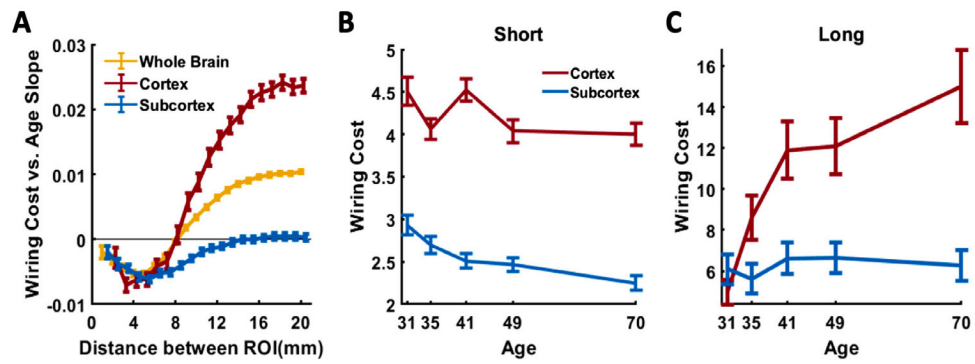 A
Wiring Cost vs. Age Slope
0.03
0.02
0.01
0
-0.01
Whole Brain
Cortex
Subcortex
0 4 8 12 16 20
Distance between ROI(mm)
B
Short
Wiring Cost
5
4.5
4
3.5
3
2.5
2
Cortex
Subcortex
31 35 41 49 70
Age
C
Long
Wiring Cost
16
14
12
10
8
6
31 35 41 49 70
Age